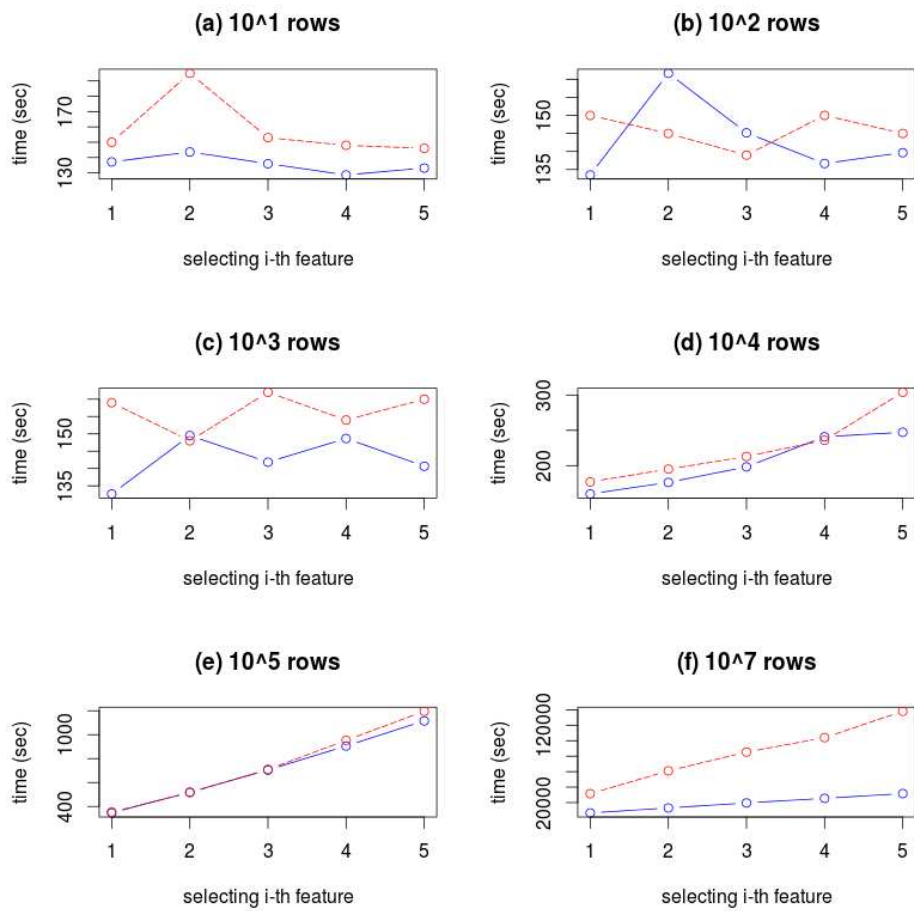 (a) 10^1 rows
time (sec)
130 170
1 2 3 4 5
selecting i-th feature
(b) 10^2 rows
time (sec)
135 150
1 2 3 4 5
selecting i-th feature
(c) 10^3 rows
time (sec)
135 150
1 2 3 4 5
selecting i-th feature
(d) 10^4 rows
time (sec)
200 300
1 2 3 4 5
selecting i-th feature
(e) 10^5 rows
time (sec)
400 1000
1 2 3 4 5
selecting i-th feature
(f) 10^7 rows
time (sec)
20000 120000
1 2 3 4 5
selecting i-th feature